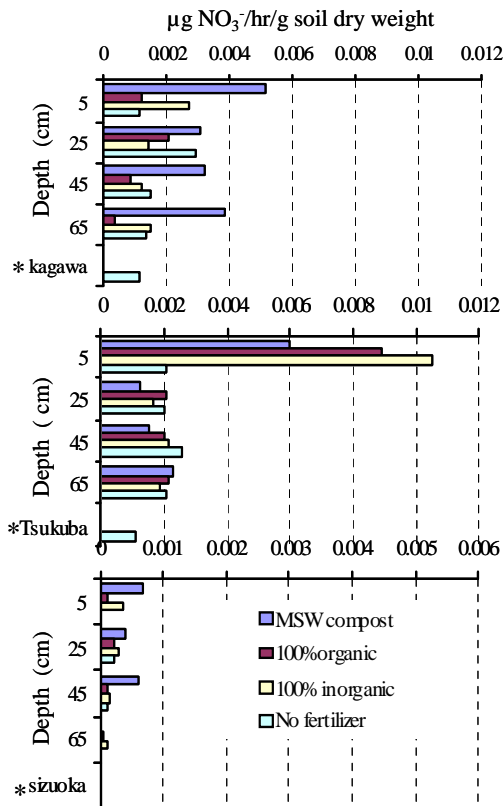 µg NO₃⁻/hr/g soil dry weight
0 0.002 0.004 0.006 0.008 0.01 0.012
Depth (cm)
5
25
45
65
* kagawa
0 0.002 0.004 0.006 0.008 0.01 0.012
Depth ( cm)
5
25
45
65
*Tsukuba
0 0.001 0.002 0.003 0.004 0.005 0.006
Depth (cm)
5
25
45
65
* sizuoka
MSW compost
100%organic
100% inorganic
No fertilizer